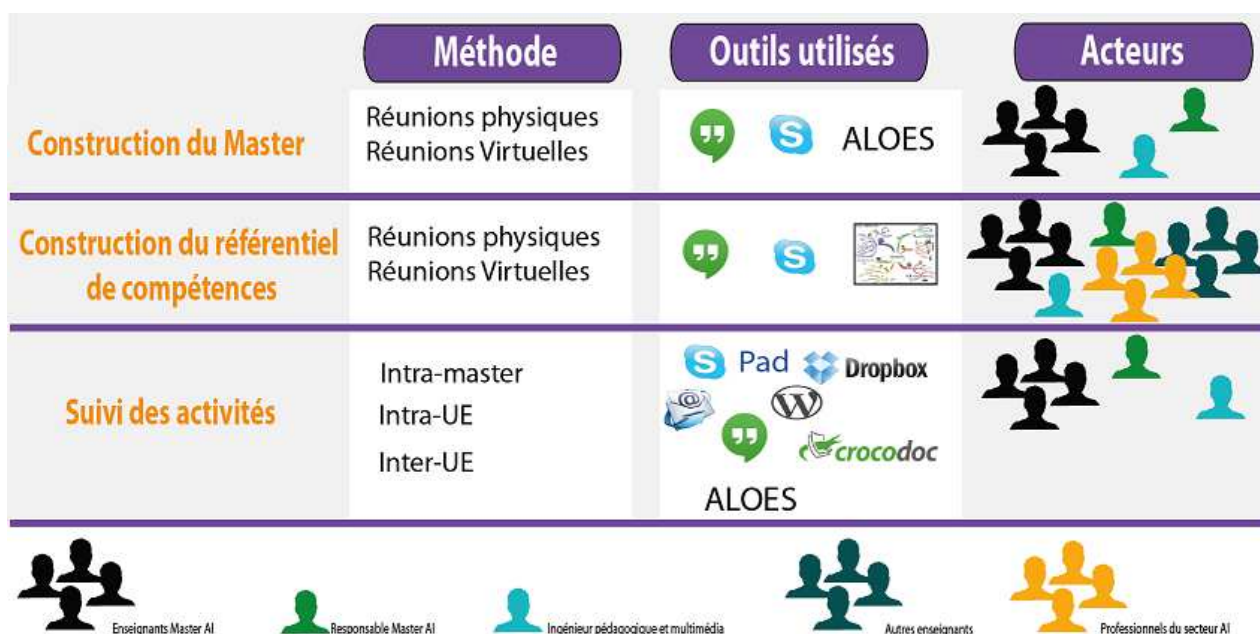 Méthode
Outils utilisés
Acteurs
Construction du Master
Réunions physiques
Réunions Virtuelles
ALOES
Construction du référentiel
de compétences
Réunions physiques
Réunions Virtuelles
Suivi des activités
Intra-master
Intra-UE
Inter-UE
Pad
Dropbox
crocodoc
ALOES
Enseignants Master AI
Responsable Master AI
Ingénieur pédagogique et multimédia
Autres enseignants
Professionnels du secteur AI